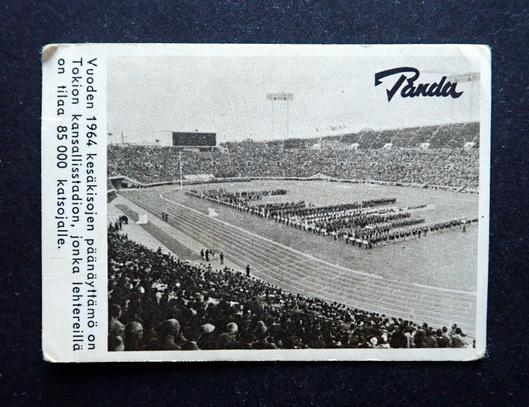 Panda
Vuoden 1964 kesäkisojen päänäyttämö on
Tokion kansallisstadion, jonka lehtereillä
on tilaa 85 000 katsojalle.